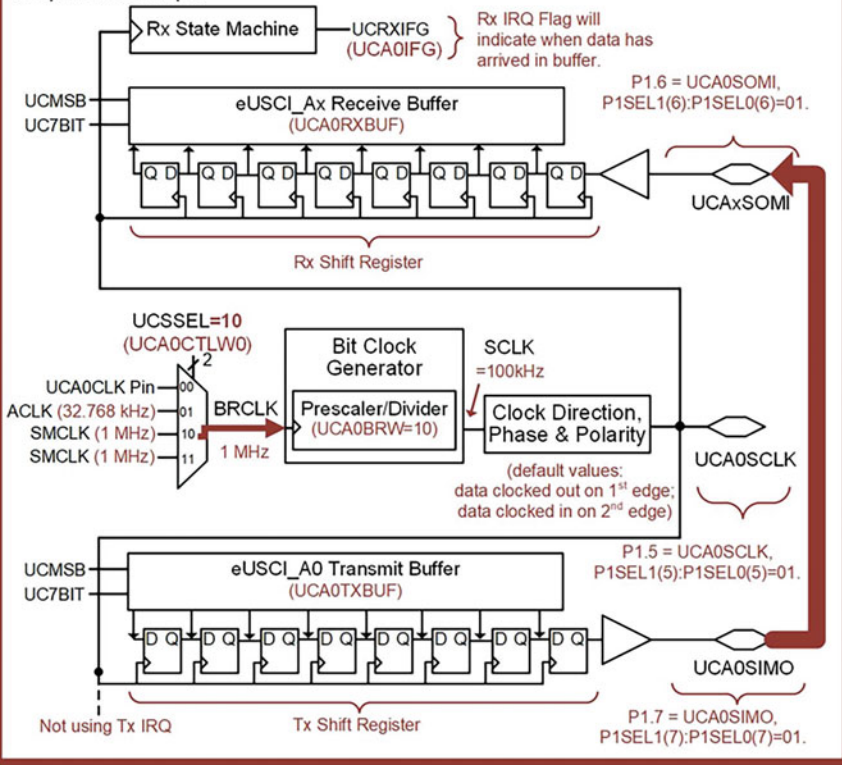 Rx State Machine
UCRXIFG
(UCA0IFG)
Rx IRQ Flag will
indicate when data has
arrived in buffer.
P1.6 = UCA0SOMI,
P1SEL1(6):P1SEL0(6)=01.
UCMSB
UC7BIT
eUSCI_Ax Receive Buffer
(UCA0RXBUF)
Q D
Q D
Q D
Q D
Q D
Q D
Q D
Q D
UCAxSOMI
Rx Shift Register
UCSSEL=10
(UCA0CTLW0)
2
UCA0CLK Pin
00
ACLK (32.768 kHz)
01
SMCLK (1 MHz)
10
SMCLK (1 MHz)
11
BRCLK
1 MHz
Bit Clock
Generator
Prescaler/Divider
(UCA0BRW=10)
SCLK
=100kHz
Clock Direction,
Phase & Polarity
(default values:
data clocked out on 1st edge;
data clocked in on 2nd edge)
UCA0SCLK
P1.5 = UCA0SCLK,
P1SEL1(5):P1SEL0(5)=01.
UCMSB
UC7BIT
eUSCI_A0 Transmit Buffer
(UCA0TXBUF)
D Q
D Q
D Q
D Q
D Q
D Q
D Q
D Q
UCA0SIMO
Not using Tx IRQ
Tx Shift Register
P1.7 = UCA0SIMO,
P1SEL1(7):P1SEL0(7)=01.